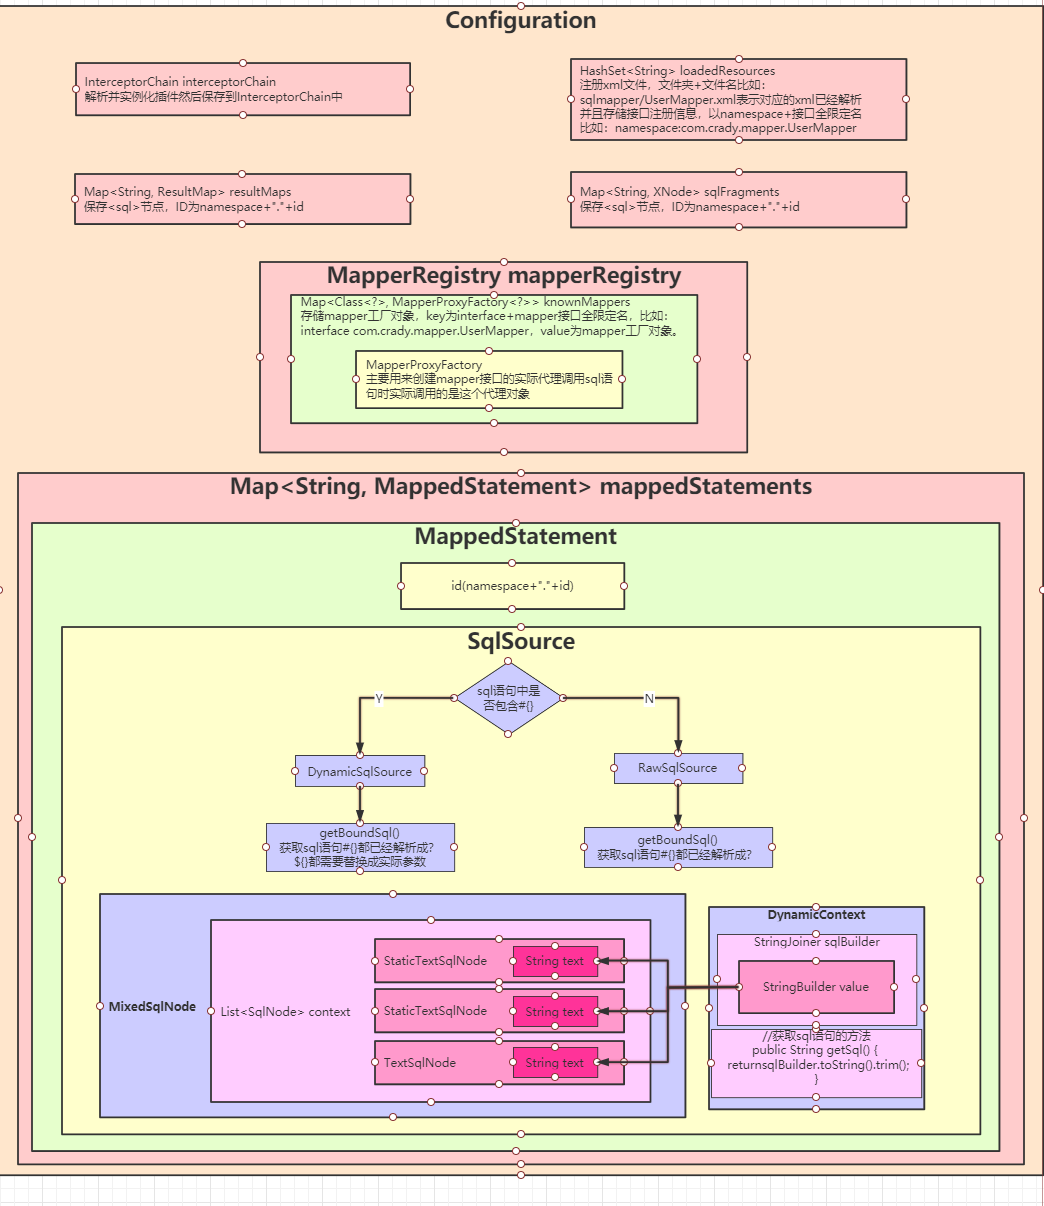 Configuration
InterceptorChain interceptorChain
解析并实例化插件然后保存到InterceptorChain中
HashSet<String> loadedResources
注册xml文件，文件夹+文件名比如：
sqlmapper/UserMapper.xml表示对应的xml已经解析
并且存储接口注册信息，以namespace+接口全限定名
比如：namespace:com.crady.mapper.UserMapper
Map<String, ResultMap> resultMaps
保存<sql>节点，ID为namespace+"."+id
Map<String, XNode> sqlFragments
保存<sql>节点，ID为namespace+"."+id
MapperRegistry mapperRegistry
Map<Class<?>, MapperProxyFactory<?>> knownMappers
存储mapper工厂对象，key为interface+mapper接口全限定名，比如：
interface com.crady.mapper.UserMapper，value为mapper工厂对象。
MapperProxyFactory
主要用来创建mapper接口的实际代理调用sql语
句时实际调用的是这个代理对象
Map<String, MappedStatement> mappedStatements
MappedStatement
id(namespace+"."+id)
SqlSource
sql语句中是
否包含#{}
Y
N
DynamicSqlSource
RawSqlSource
getBoundSql()
获取sql语句#{}都已经解析成?
${}都需要替换成实际参数
getBoundSql()
获取sql语句#{}都已经解析成?
MixedSqlNode
List<SqlNode> context
StaticTextSqlNode
String text
StaticTextSqlNode
String text
TextSqlNode
String text
DynamicContext
StringJoiner sqlBuilder
StringBuilder value
//获取sql语句的方法
public String getSql() {
returnsqlBuilder.toString().trim();
}